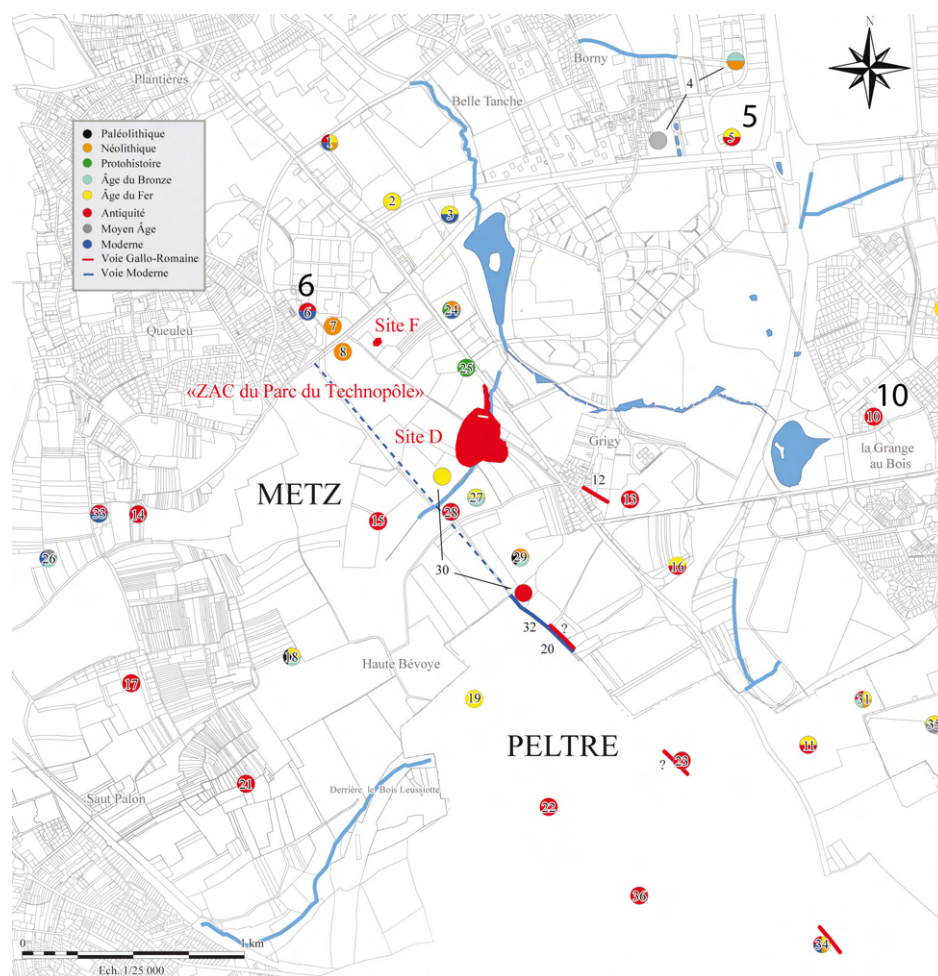 N
Borny
Plantières
4
Belle Tanche
5
5
Paléolithique
Néolithique
Protohistoire
Âge du Bronze
Âge du Fer
Antiquité
Moyen Âge
Moderne
Voie Gallo-Romaine
Voie Moderne
1
2
3
6
6
24
7
Site F
Queuleu
8
25
«ZAC du Parc du Technopôle»
10
10
Site D
Grigy
la Grange
au Bois
12
METZ
27
13
33
14
15
28
26
29
16
30
32
?
20
18
Haute Bévoye
17
19
31
35
PELTRE
11
23
?
21
Derrière le Bois Leussiotte
Saut Palon
22
36
34
0
1 km
Ech. 1/25 000